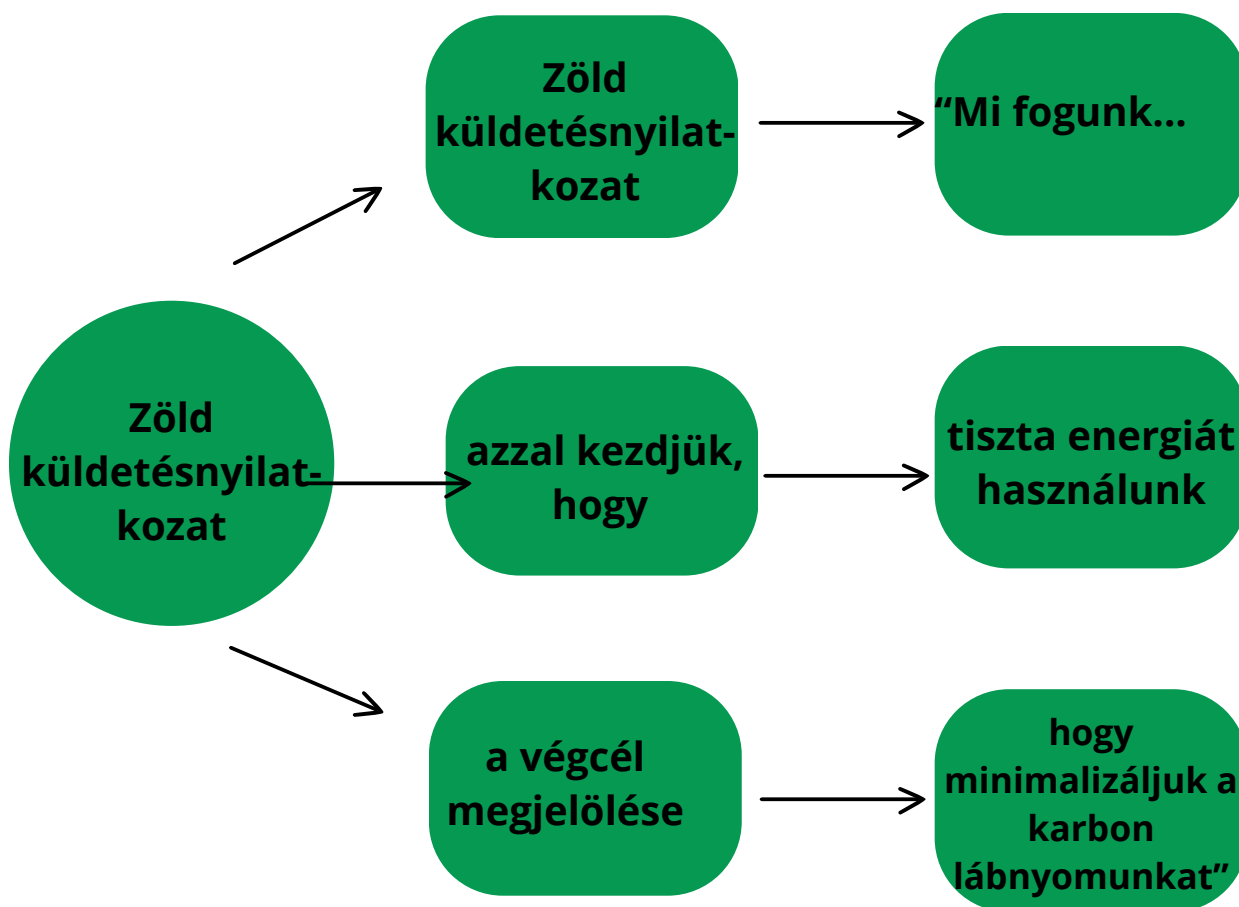 Zöld
küldetésnyilat-
kozat
Zöld
küldetésnyilat-
kozat
“Mi fogunk...
azzal kezdjük,
hogy
tiszta energiát
használunk
a végcél
megjelölése
hogy
minimalizáljuk a
karbon
lábnyomunkat”